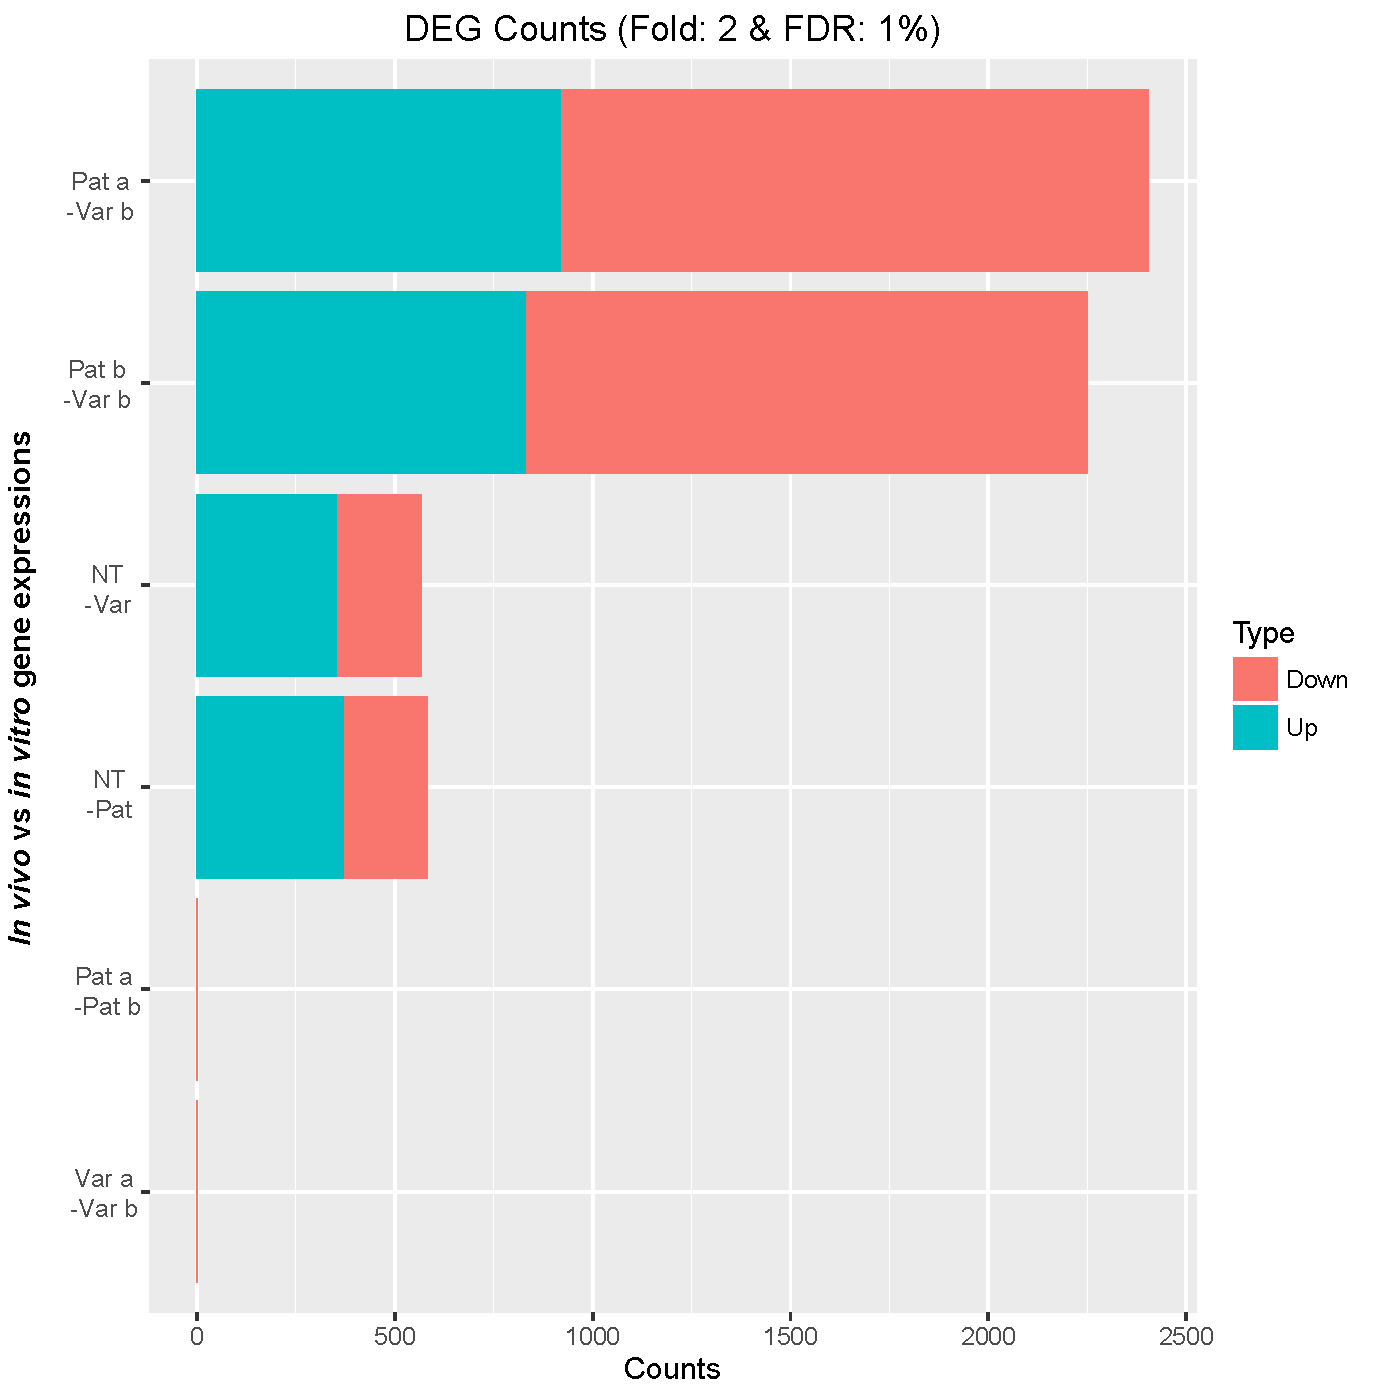 DEG Counts (Fold: 2 & FDR: 1%)
In vivo vs in vitro gene expressions
Pat a
-Var b
Pat b
-Var b
NT
-Var
NT
-Pat
Pat a
-Pat b
Var a
-Var b
0 500 1000 1500 2000 2500
Counts
Type
Down
Up